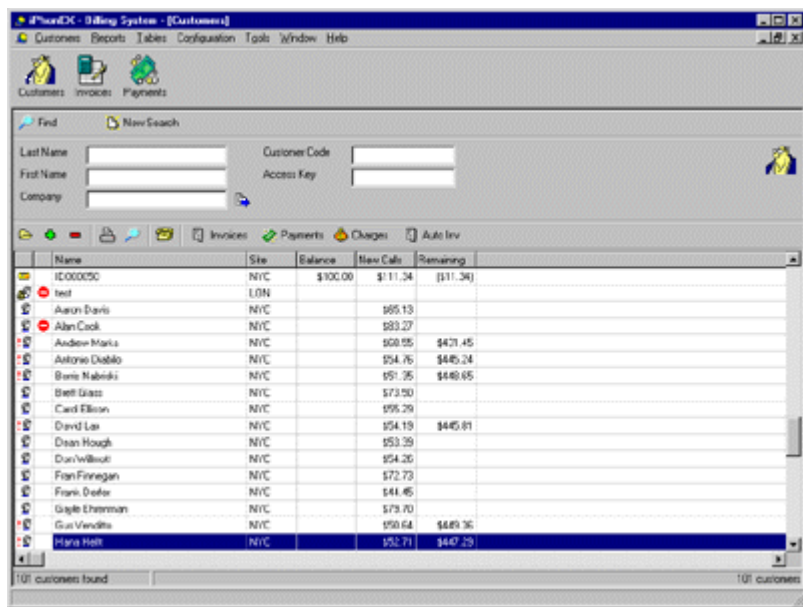 iPhonEX - Billing System - [Customers]
Customers Reports Tables Configuration Tools Window Help
Customers Invoices Payments
Find New Search
Last Name Customer Code
First Name Access Key
Company
Invoices Payments Charges Auto Inv
Name Site Balance New Calls Remaining
ID000050 NYC $100.00 $111.34 ($11.34)
test LON
Aaron Davis NYC $65.13
Alan Cook NYC $83.27
Andrew Marks NYC $68.55 $431.45
Antonio Diablo NYC $54.76 $445.24
Boris Nabriski NYC $51.35 $448.65
Brett Glass NYC $73.50
Carol Ellison NYC $55.29
David Lax NYC $54.19 $445.81
Dean Hough NYC $53.39
Don Willmott NYC $54.26
Fran Finnegan NYC $72.73
Frank Derfler NYC $44.45
Gayle Ehrenman NYC $79.70
Gus Venditto NYC $50.64 $449.36
NYC $52.71 $447.29
101 customers found 101 customers